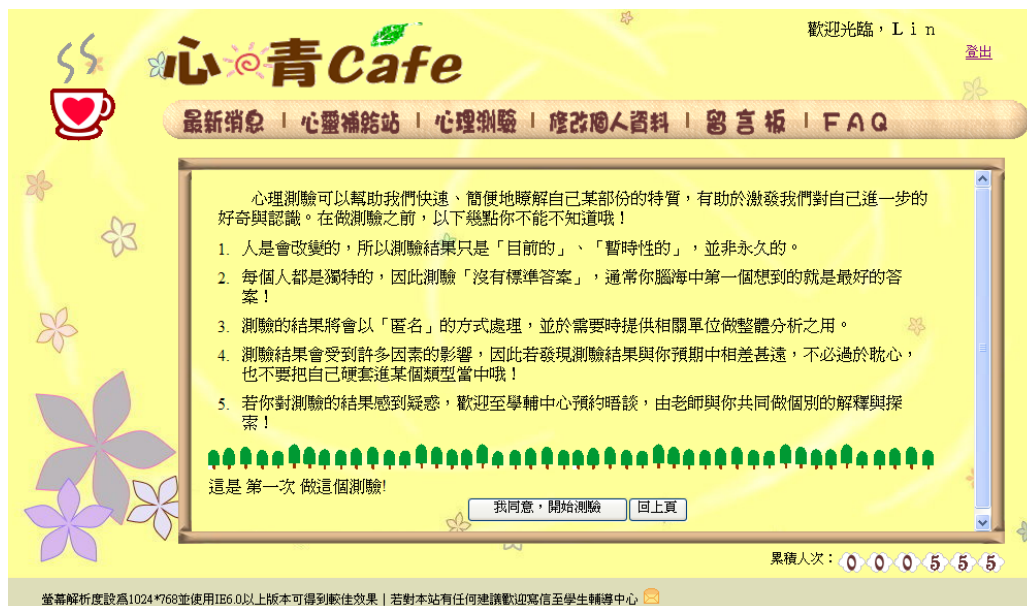 歡迎光臨，Ｌｉｎ
登出
心青Cafe
最新消息 | 心靈補給站 | 心理測驗 | 修改個人資料 | 留言板 | FAQ
心理測驗可以幫助我們快速、簡便地瞭解自己某部份的特質，有助於激發我們對自己進一步的
好奇與認識。在做測驗之前，以下幾點你不能不知道哦！
1. 人是會改變的，所以測驗結果只是「目前的」、「暫時性的」，並非永久的。
2. 每個人都是獨特的，因此測驗「沒有標準答案」，通常你腦海中第一個想到的就是最好的答
案！
3. 測驗的結果將會以「匿名」的方式處理，並於需要時提供相關單位做整體分析之用。
4. 測驗結果會受到許多因素的影響，因此若發現測驗結果與你預期中相差甚遠，不必過於耽心，
也不要把自己硬套進某個類型當中哦！
5. 若你對測驗的結果感到疑惑，歡迎至學輔中心預約晤談，由老師與你共同做個別的解釋與探
索！
這是 第一次 做這個測驗!
我同意，開始測驗 回上頁
累積人次：000555
螢幕解析度設爲1024*768並使用IE6.0以上版本可得到較佳效果 | 若對本站有任何建議歡迎寫信至學生輔導中心